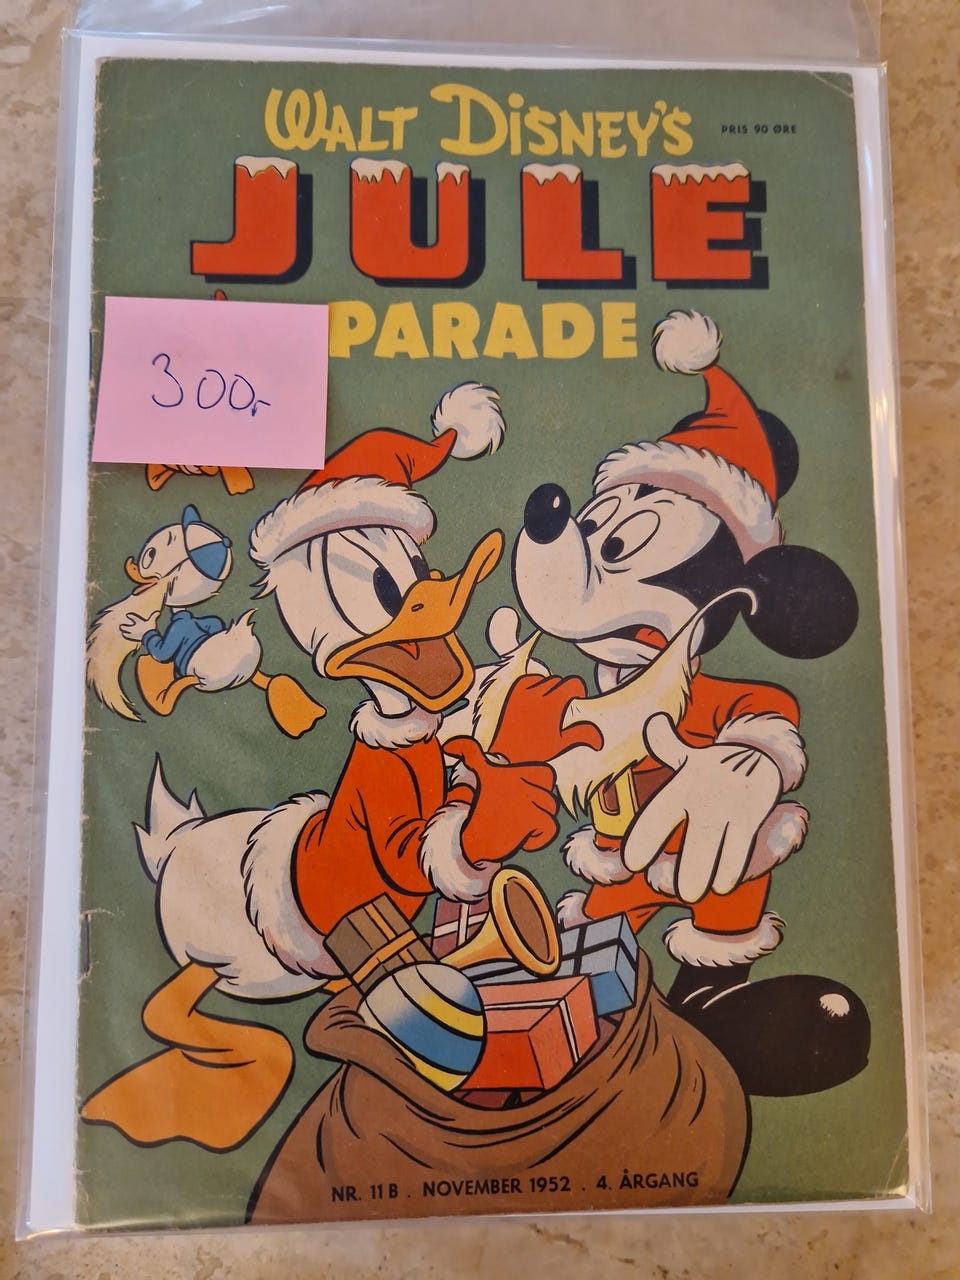 WALT DISNEY'S
PRIS 90 ØRE
JULE
PARADE
300,-
NR. 11 B . NOVEMBER 1952 . 4. ÅRGANG